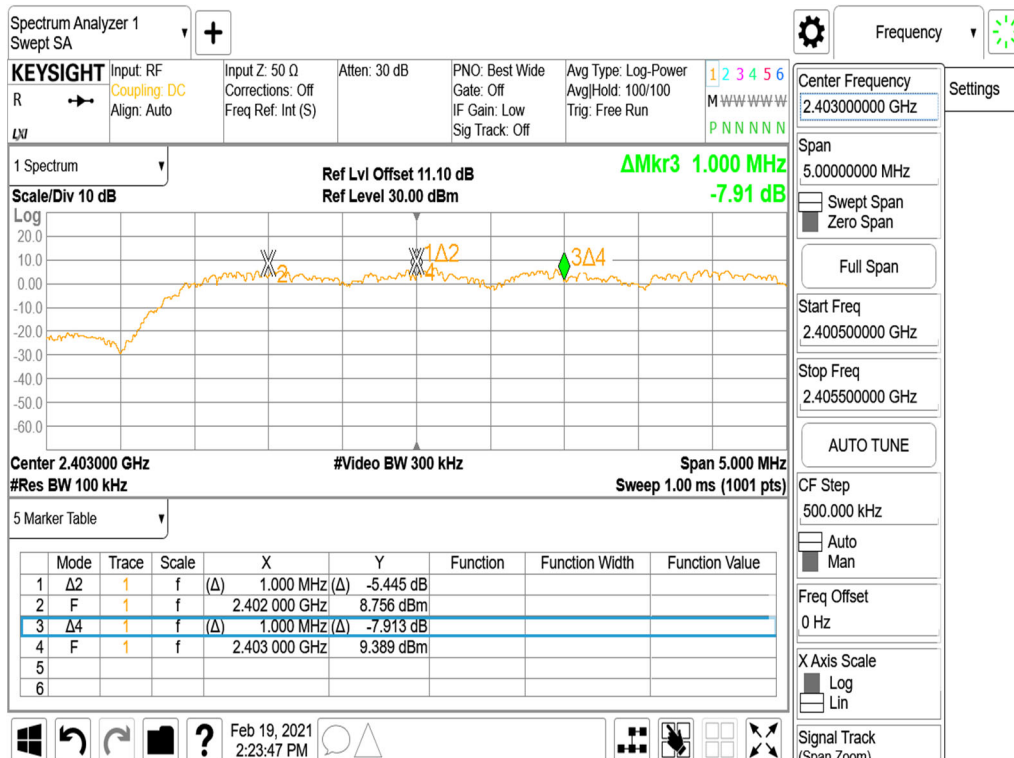 Spectrum Analyzer 1
Swept SA
Frequency
KEYSIGHT
R
LXI
Input: RF
Coupling: DC
Align: Auto
Input Z: 50 Ω
Corrections: Off
Freq Ref: Int (S)
Atten: 30 dB
PNO: Best Wide
Gate: Off
IF Gain: Low
Sig Track: Off
Avg Type: Log-Power
Avg|Hold: 100/100
Trig: Free Run
1 2 3 4 5 6
M W W W W W
P N N N N N
Center Frequency
2.403000000 GHz
Settings
Span
5.00000000 MHz
Swept Span
Zero Span
Full Span
Start Freq
2.400500000 GHz
Stop Freq
2.405500000 GHz
AUTO TUNE
CF Step
500.000 kHz
Auto
Man
Freq Offset
0 Hz
X Axis Scale
Log
Lin
Signal Track
(Span Zoom)
1 Spectrum
Scale/Div 10 dB
Ref Lvl Offset 11.10 dB
Ref Level 30.00 dBm
ΔMkr3 1.000 MHz
-7.91 dB
Log
20.0
10.0
0.00
-10.0
-20.0
-30.0
-40.0
-50.0
-60.0
2
1Δ2
4
3Δ4
Center 2.403000 GHz
#Video BW 300 kHz
Span 5.000 MHz
#Res BW 100 kHz
Sweep 1.00 ms (1001 pts)
5 Marker Table
Mode Trace Scale X Y Function Function Width Function Value
1 Δ2 1 f (Δ) 1.000 MHz (Δ) -5.445 dB
2 F 1 f 2.402 000 GHz 8.756 dBm
3 Δ4 1 f (Δ) 1.000 MHz (Δ) -7.913 dB
4 F 1 f 2.403 000 GHz 9.389 dBm
5
6
?
Feb 19, 2021
2:23:47 PM